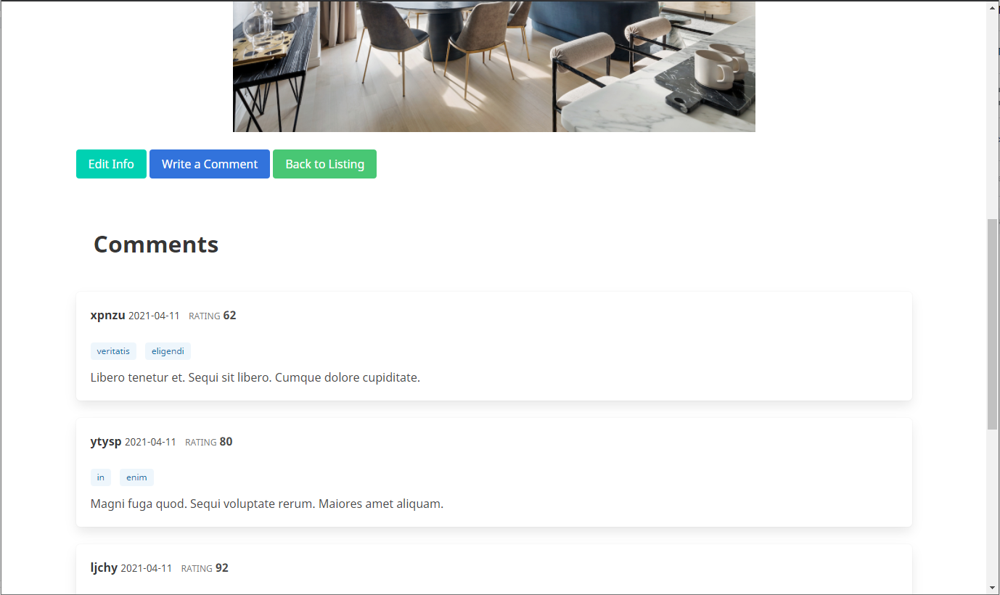 Edit Info Write a Comment Back to Listing
Comments
xpnzu 2021-04-11 RATING 62
veritatis eligendi
Libero tenetur et. Sequi sit libero. Cumque dolore cupiditate.
ytysp 2021-04-11 RATING 80
in enim
Magni fuga quod. Sequi voluptate rerum. Maiores amet aliquam.
ljchy 2021-04-11 RATING 92